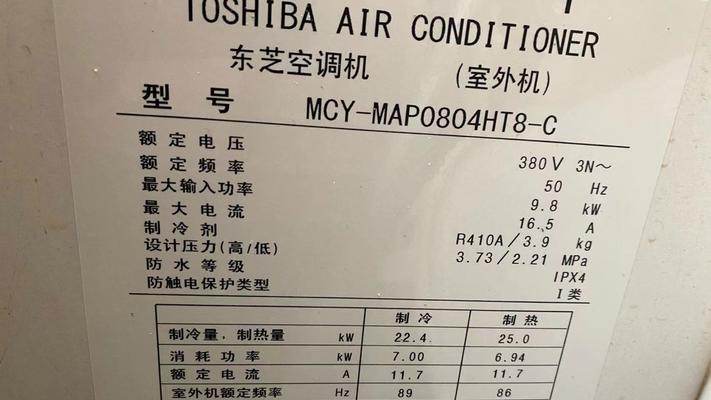 TOSHIBA AIR CONDITIONER
东芝空调机 (室外机)
型号 MCY-MAP0804HT8-C
额定电压 380V 3N~
额定频率 50 Hz
最大输入功率 9.8 kW
最大电流 16.5 A
制冷剂 R410A/3.9 kg
设计压力(高/低) 3.73/2.21 MPa
防水等级 IPX4
防触电保护类型 I类
制冷 制热
制冷量,制热量 kW 22.4 25.0
消耗功率 kW 7.00 6.94
额定电流 A 11.7 11.7
室外机额定频率 Hz 89 86